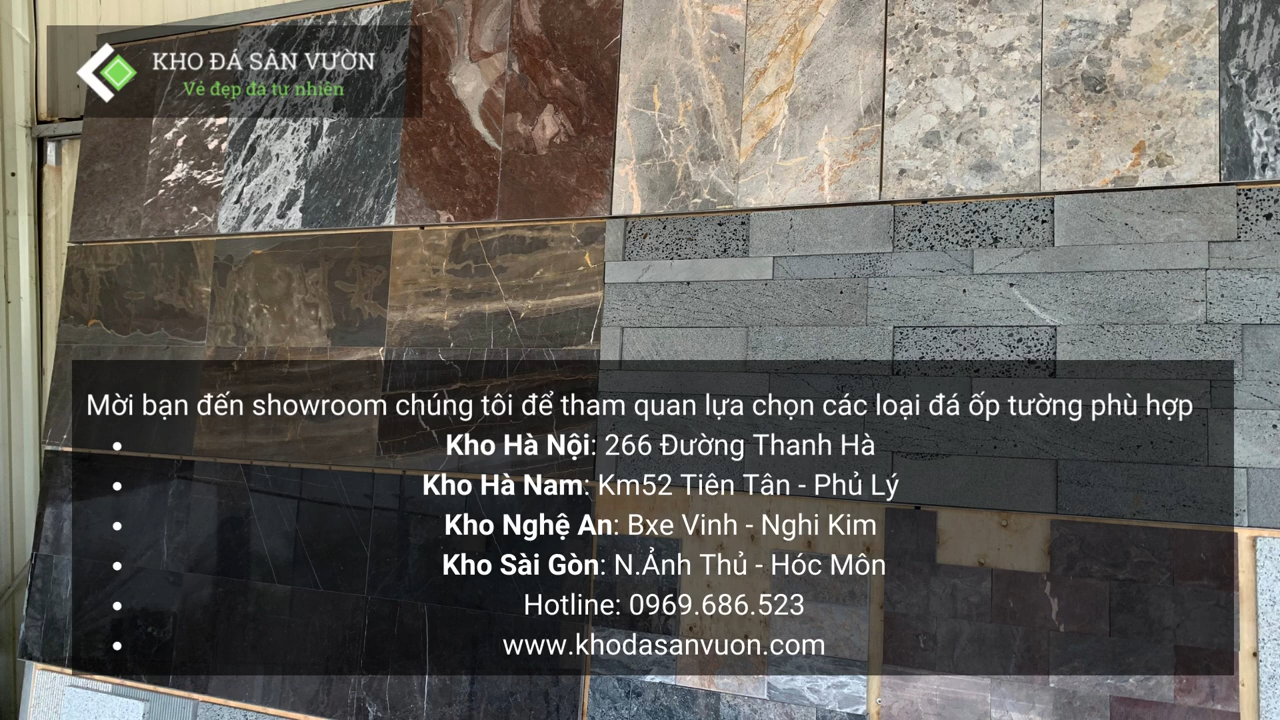 KHO ĐÁ SÂN VƯỜN
Vẻ đẹp đá tự nhiên
Mời bạn đến showroom chúng tôi để tham quan lựa chọn các loại đá ốp tường phù hợp
• Kho Hà Nội: 266 Đường Thanh Hà
• Kho Hà Nam: Km52 Tiên Tân - Phủ Lý
• Kho Nghệ An: Bxe Vinh - Nghi Kim
• Kho Sài Gòn: N.Ảnh Thủ - Hóc Môn
• Hotline: 0969.686.523
• www.khodasanvuon.com